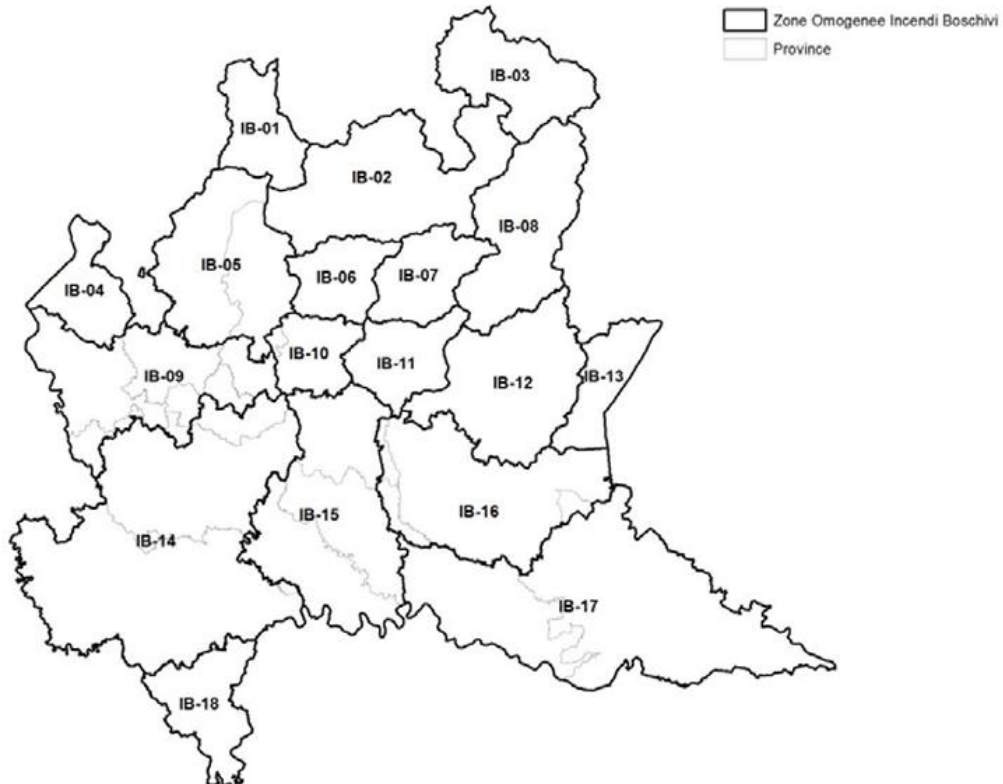 Zone Omogenee Incendi Boschivi
Province
IB-03
IB-01
IB-02
IB-08
IB-05
IB-06
IB-07
IB-04
IB-10
IB-11
IB-09
IB-12
IB-13
IB-15
IB-16
IB-14
IB-17
IB-18